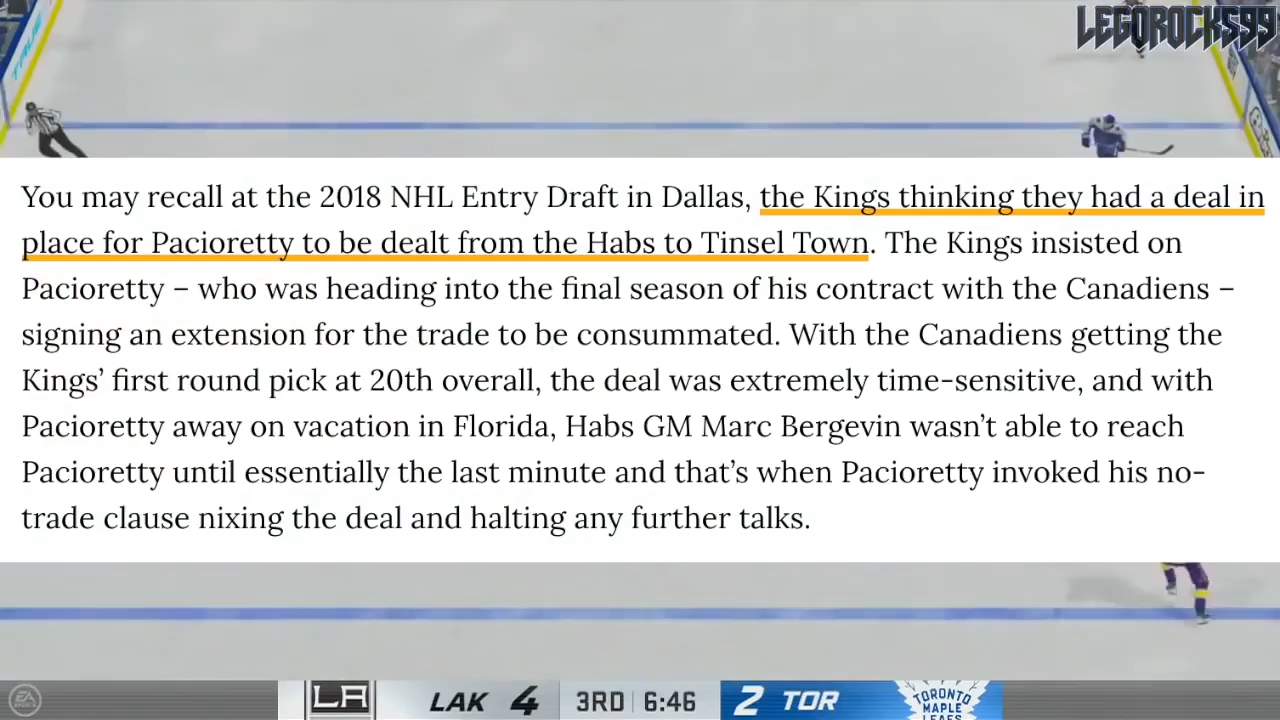 LEGOROCKS99
TRUE
You may recall at the 2018 NHL Entry Draft in Dallas, the Kings thinking they had a deal in
place for Pacioretty to be dealt from the Habs to Tinsel Town. The Kings insisted on
Pacioretty – who was heading into the final season of his contract with the Canadiens –
signing an extension for the trade to be consummated. With the Canadiens getting the
Kings’ first round pick at 20th overall, the deal was extremely time-sensitive, and with
Pacioretty away on vacation in Florida, Habs GM Marc Bergevin wasn’t able to reach
Pacioretty until essentially the last minute and that’s when Pacioretty invoked his no-
trade clause nixing the deal and halting any further talks.
EA SPORTS
LA LAK 4 3RD 6:46 2 TOR TORONTO
MAPLE
LEAFS